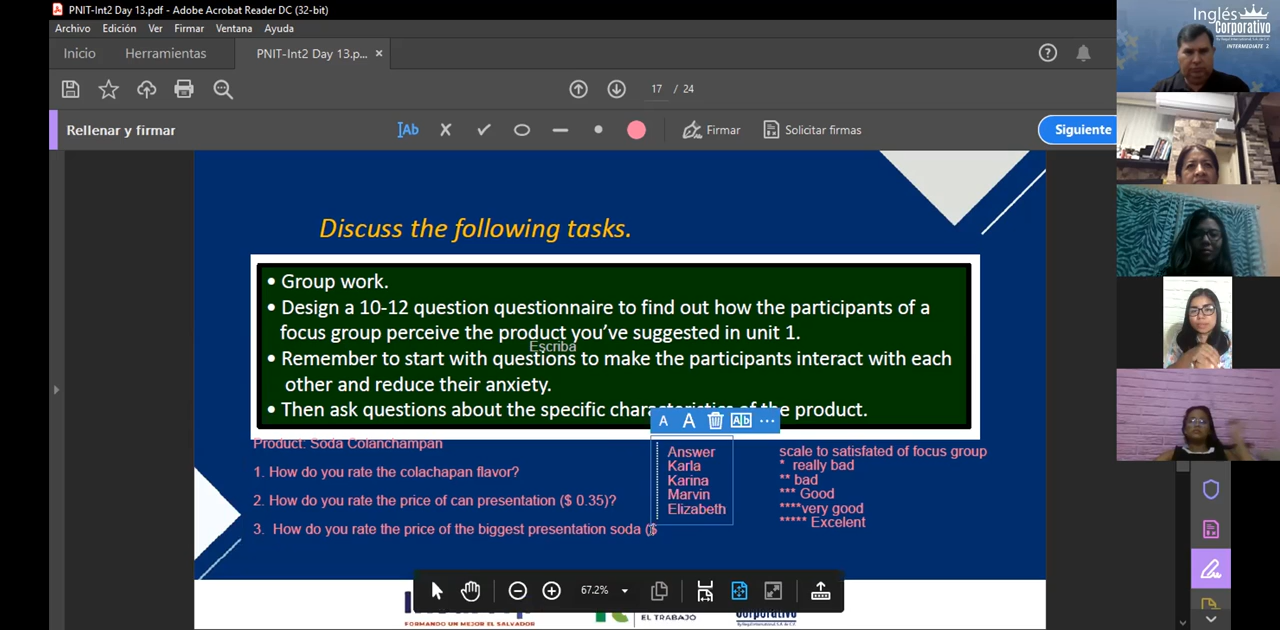 PNIT-Int2 Day 13.pdf - Adobe Acrobat Reader DC (32-bit)
Archivo Edición Ver Firmar Ventana Ayuda
Inicio Herramientas PNIT-Int2 Day 13.p... ×
17 / 24
Rellenar y firmar
Ab Firmar Solicitar firmas Siguiente
Inglés
Corporativo
INTERMEDIATE 2
Discuss the following tasks.
• Group work.
• Design a 10-12 question questionnaire to find out how the participants of a
focus group perceive the product you've suggested in unit 1.
Escriba
• Remember to start with questions to make the participants interact with each
other and reduce their anxiety.
• Then ask questions about the specific characteristics of the product.
A A Ab ...
Product: Soda Colanchampan
1. How do you rate the colachapan flavor?
2. How do you rate the price of can presentation ($ 0.35)?
3. How do you rate the price of the biggest presentation soda ($
Answer
Karla
Karina
Marvin
Elizabeth
scale to satisfated of focus group
* really bad
** bad
*** Good
****very good
***** Excelent
67.2%
FORMANDO UN MEJOR EL SALVADOR
EL TRABAJO